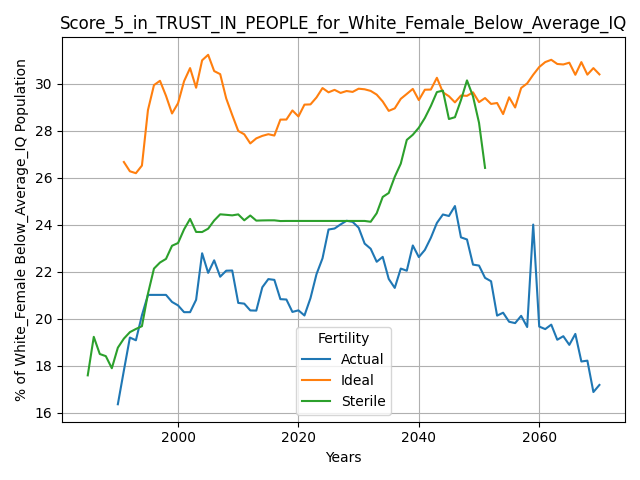 Score_5_in_TRUST_IN_PEOPLE_for_White_Female_Below_Average_IQ
% of White_Female Below_Average_IQ Population
30
28
26
24
22
20
18
16
Fertility
Actual
Ideal
Sterile
2000 2020 2040 2060
Years